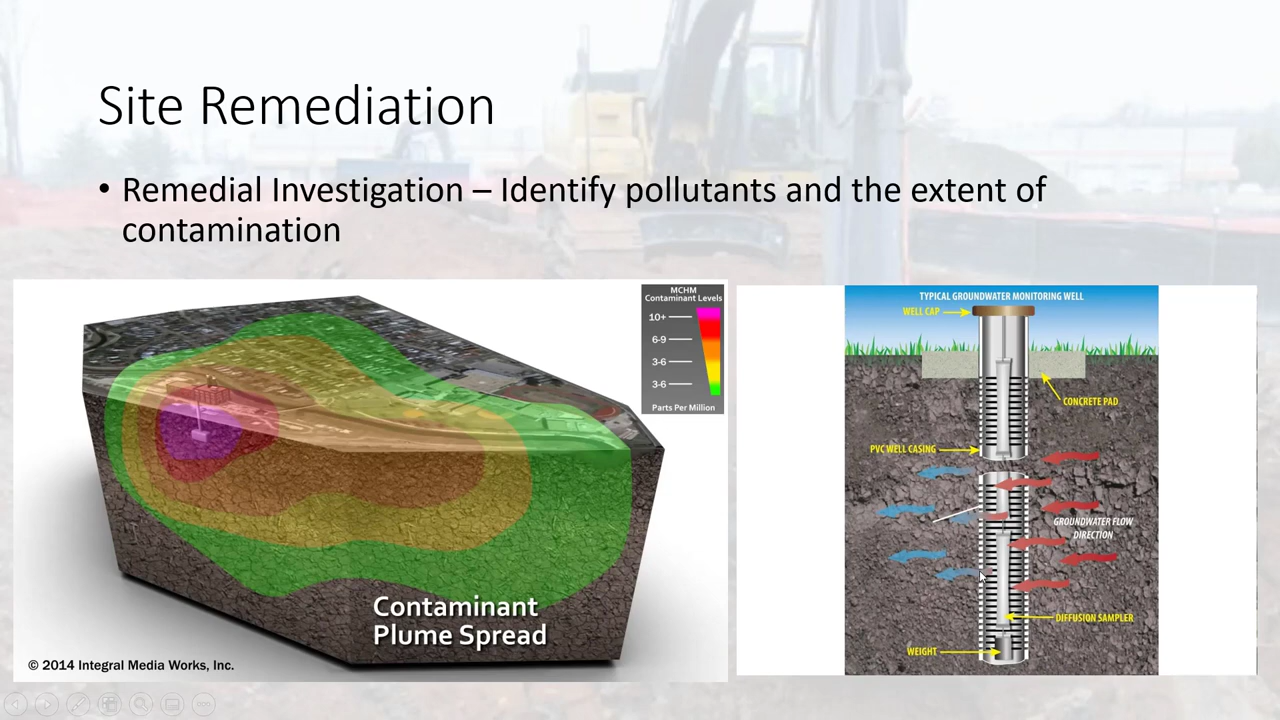 Site Remediation
• Remedial Investigation – Identify pollutants and the extent of
contamination
MCHM
Contaminant Levels
10+
6-9
3-6
3-6
Parts Per Million
Contaminant
Plume Spread
© 2014 Integral Media Works, Inc.
TYPICAL GROUNDWATER MONITORING WELL
WELL CAP
CONCRETE PAD
PVC WELL CASING
GROUNDWATER FLOW
DIRECTION
DIFFUSION SAMPLER
WEIGHT